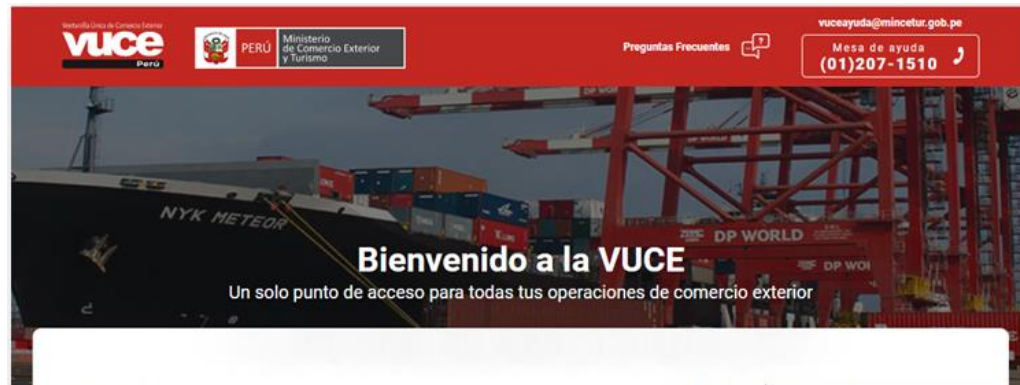 Ventanilla Única de Comercio Exterior
vuce
Perú
PERÚ
Ministerio
de Comercio Exterior
y Turismo
Preguntas Frecuentes
?
vuceayuda@mincetur.gob.pe
Mesa de ayuda
(01)207-1510
NYK METEOR
DP WORLD
DP WOR
Bienvenido a la VUCE
Un solo punto de acceso para todas tus operaciones de comercio exterior